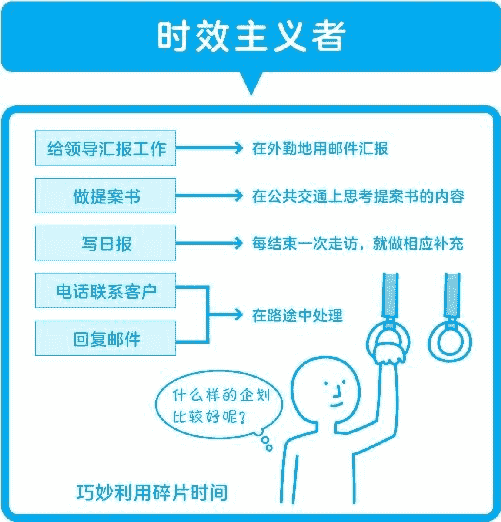 时效主义者
给领导汇报工作 在外勤地用邮件汇报
做提案书 在公共交通上思考提案书的内容
写日报 每结束一次走访，就做相应补充
电话联系客户
回复邮件
在路途中处理
什么样的企划
比较好呢？
巧妙利用碎片时间